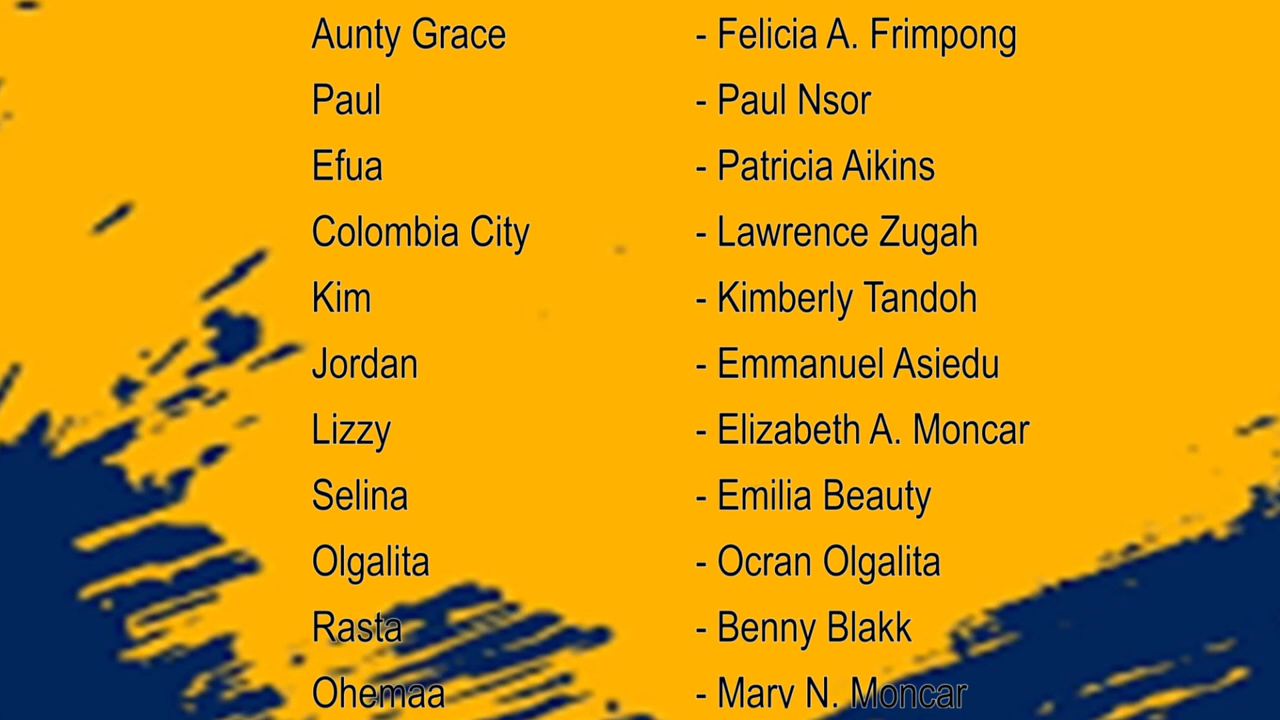 Aunty Grace - Felicia A. Frimpong
Paul - Paul Nsor
Efua - Patricia Aikins
Colombia City - Lawrence Zugah
Kim - Kimberly Tandoh
Jordan - Emmanuel Asiedu
Lizzy - Elizabeth A. Moncar
Selina - Emilia Beauty
Olgalita - Ocran Olgalita
Rasta - Benny Blakk
Ohemaa - Mary N. Moncar